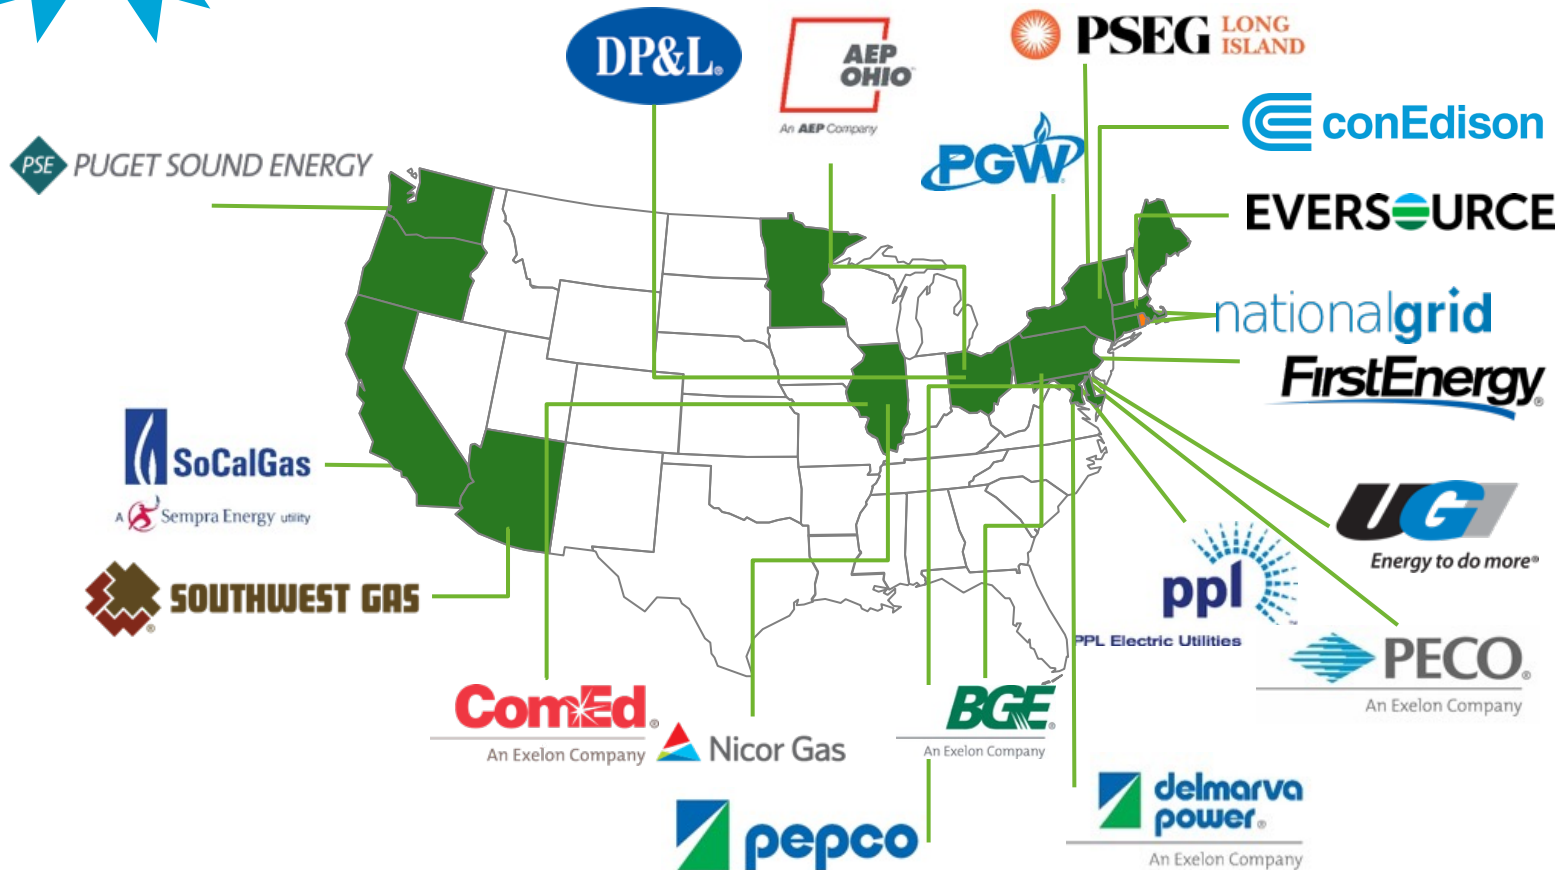 DP&L®
AEP
OHIO
An AEP Company
PSEG LONG
ISLAND
conEdison
PGW
PSE PUGET SOUND ENERGY
EVERSOURCE
nationalgrid
FirstEnergy®
SoCalGas
A Sempra Energy utility
UGI
Energy to do more®
SOUTHWEST GAS®
ppl
PPL Electric Utilities
PECO®
An Exelon Company
ComEd®
An Exelon Company
Nicor Gas
BGE®
An Exelon Company
delmarva
power®
An Exelon Company
pepco